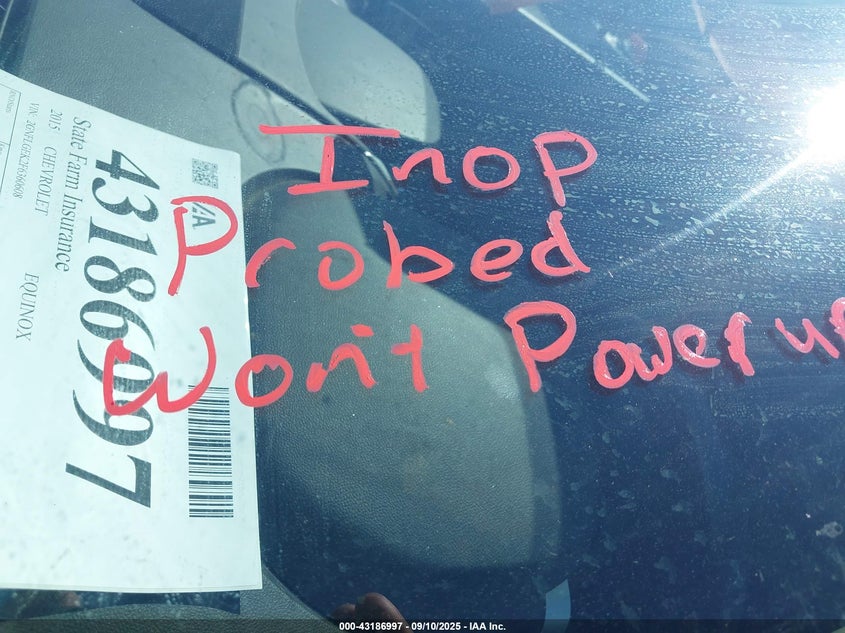 Inop
Probed
Won't Power up
IAA
43186997
State Farm Insurance
2015 CHEVROLET EQUINOX
000-43186997 - 09/10/2025 - IAA Inc.